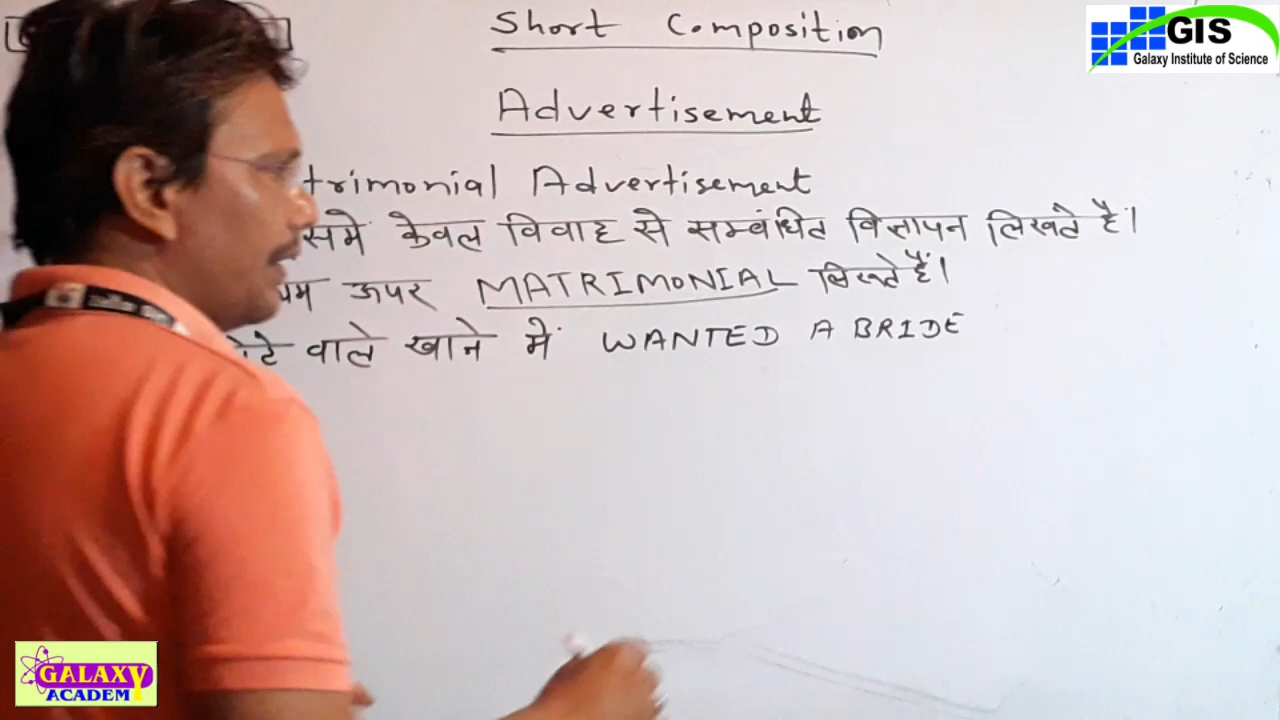 Short Composition
GIS
Galaxy Institute of Science
Advertisement
trimonial Advertisement
समें केवल विवाह से सम्बंधित विज्ञापन लिखते है।
ऊपर MATRIMONIAL लिखते हैं।
वाले खाने में WANTED A BRIDE
GALAXY
ACADEMY